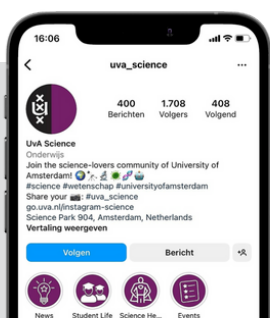 16:06
uva_science
400 1.708 408
Berichten Volgers Volgend
UvA Science
Onderwijs
Join the science-lovers community of University of
Amsterdam!
#science #wetenschap #universityofamsterdam
Share your 📷: #uva_science
go.uva.nl/instagram-science
Science Park 904, Amsterdam, Netherlands
Vertaling weergeven
Volgen Bericht
News Student Life Science He... Events